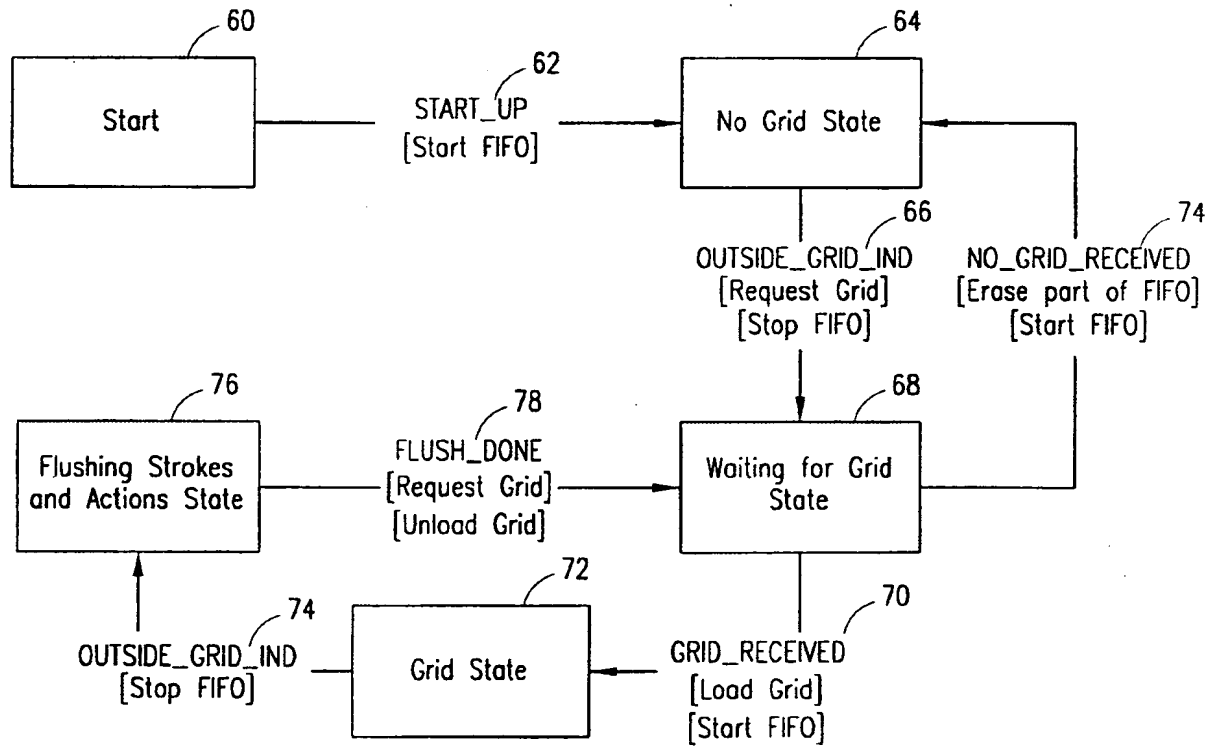 60
Start
62
START_UP
[Start FIFO]
64
No Grid State
66
OUTSIDE_GRID_IND
[Request Grid]
[Stop FIFO]
74
NO_GRID_RECEIVED
[Erase part of FIFO]
[Start FIFO]
76
Flushing Strokes
and Actions State
78
FLUSH_DONE
[Request Grid]
[Unload Grid]
68
Waiting for Grid
State
74
OUTSIDE_GRID_IND
[Stop FIFO]
72
Grid State
70
GRID_RECEIVED
[Load Grid]
[Start FIFO]